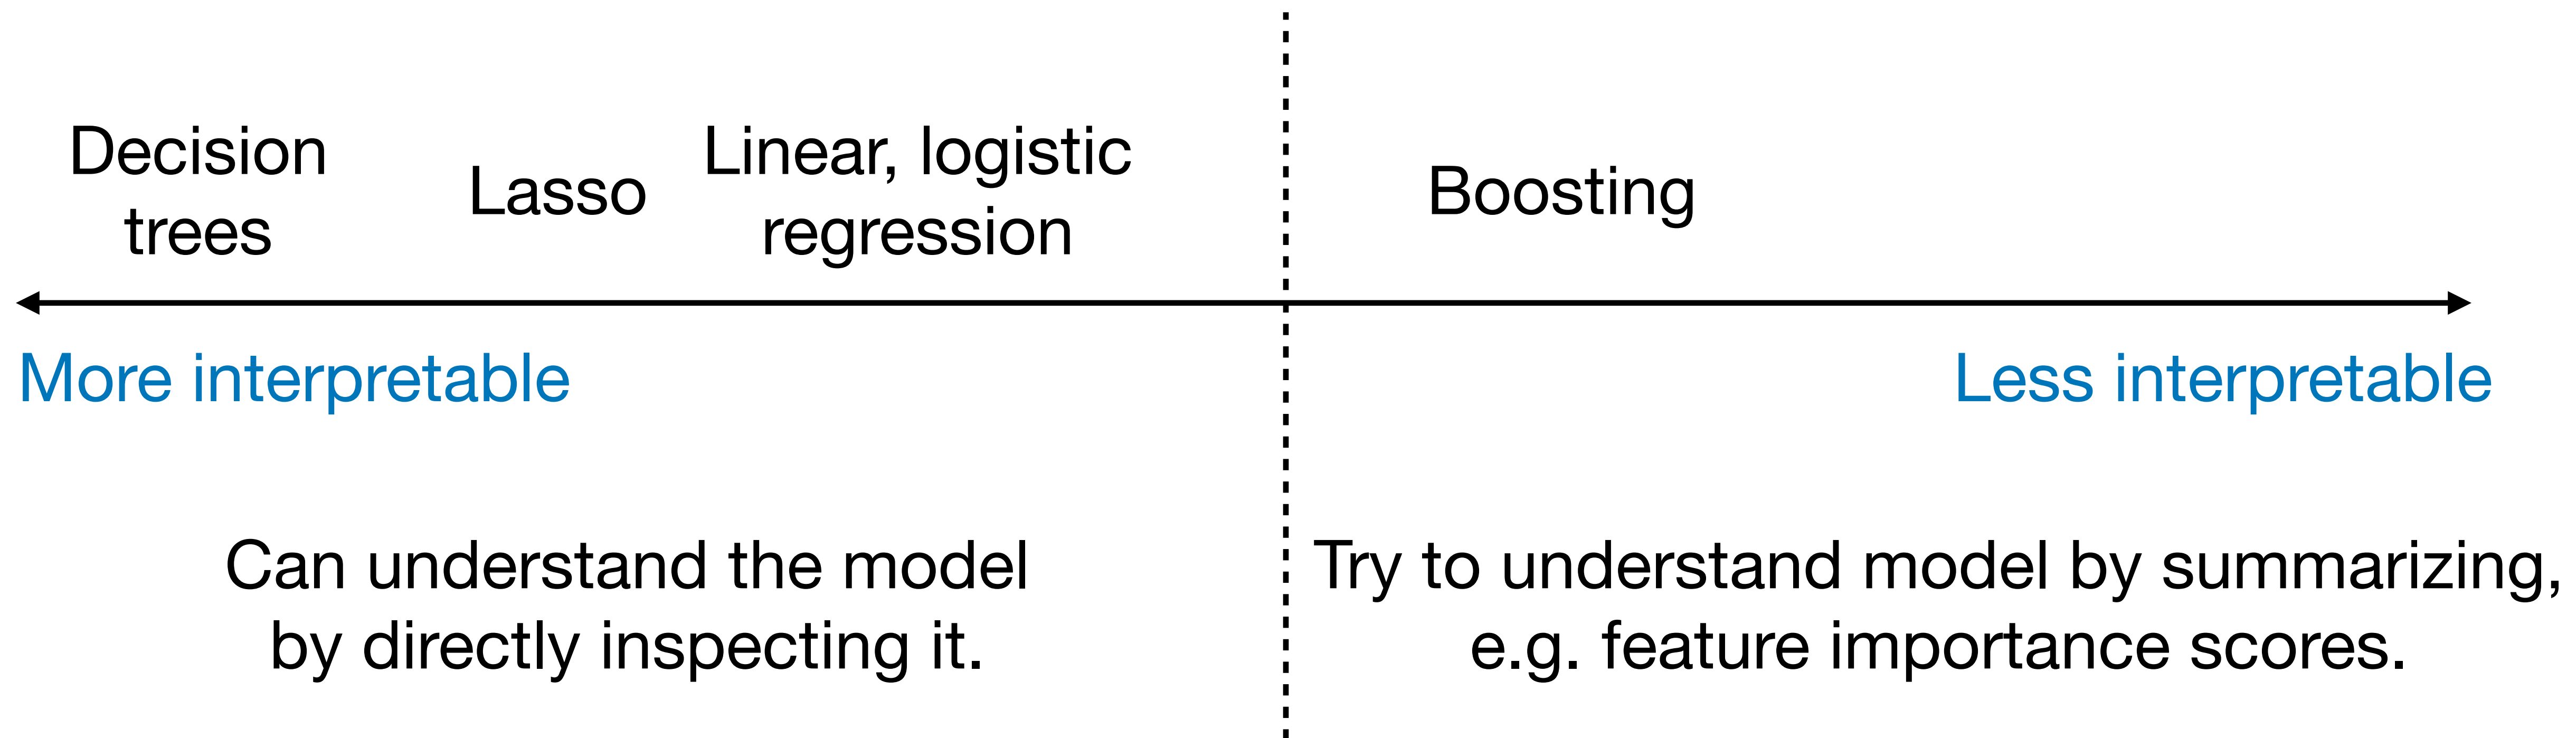 Decision
trees
Lasso
Linear, logistic
regression
Boosting
More interpretable
Less interpretable
Can understand the model
by directly inspecting it.
Try to understand model by summarizing,
e.g. feature importance scores.